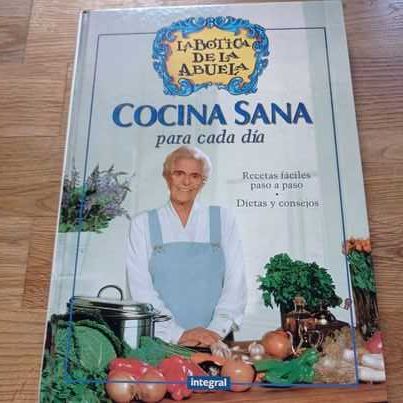 LA BOTICA
DE LA
ABUELA
COCINA SANA
para cada día
Recetas fáciles
paso a paso
•
Dietas y consejos
integral